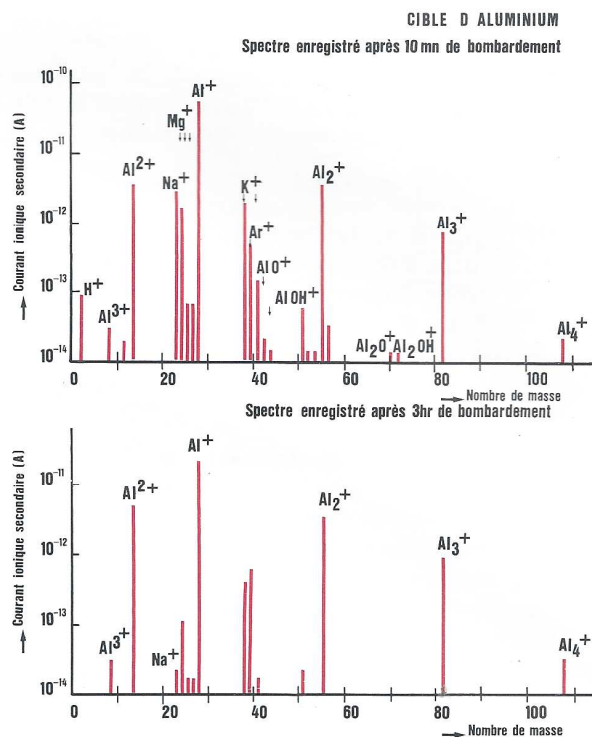 CIBLE D ALUMINIUM
Spectre enregistré après 10 mn de bombardement
Courant ionique secondaire (A)
10⁻¹⁰
10⁻¹¹
10⁻¹²
10⁻¹³
10⁻¹⁴
H⁺
Al³⁺
Al²⁺
Na⁺
Mg⁺
Al⁺
K⁺
Ar⁺
AlO⁺
AlOH⁺
Al₂⁺
Al₂O⁺
Al₂OH⁺
Al₃⁺
Al₄⁺
0 20 40 60 80 100
Nombre de masse
Spectre enregistré après 3hr de bombardement
Courant ionique secondaire (A)
10⁻¹¹
10⁻¹²
10⁻¹³
10⁻¹⁴
Al³⁺
Al²⁺
Na⁺
Al⁺
Al₂⁺
Al₃⁺
Al₄⁺
0 20 40 60 80 100
Nombre de masse